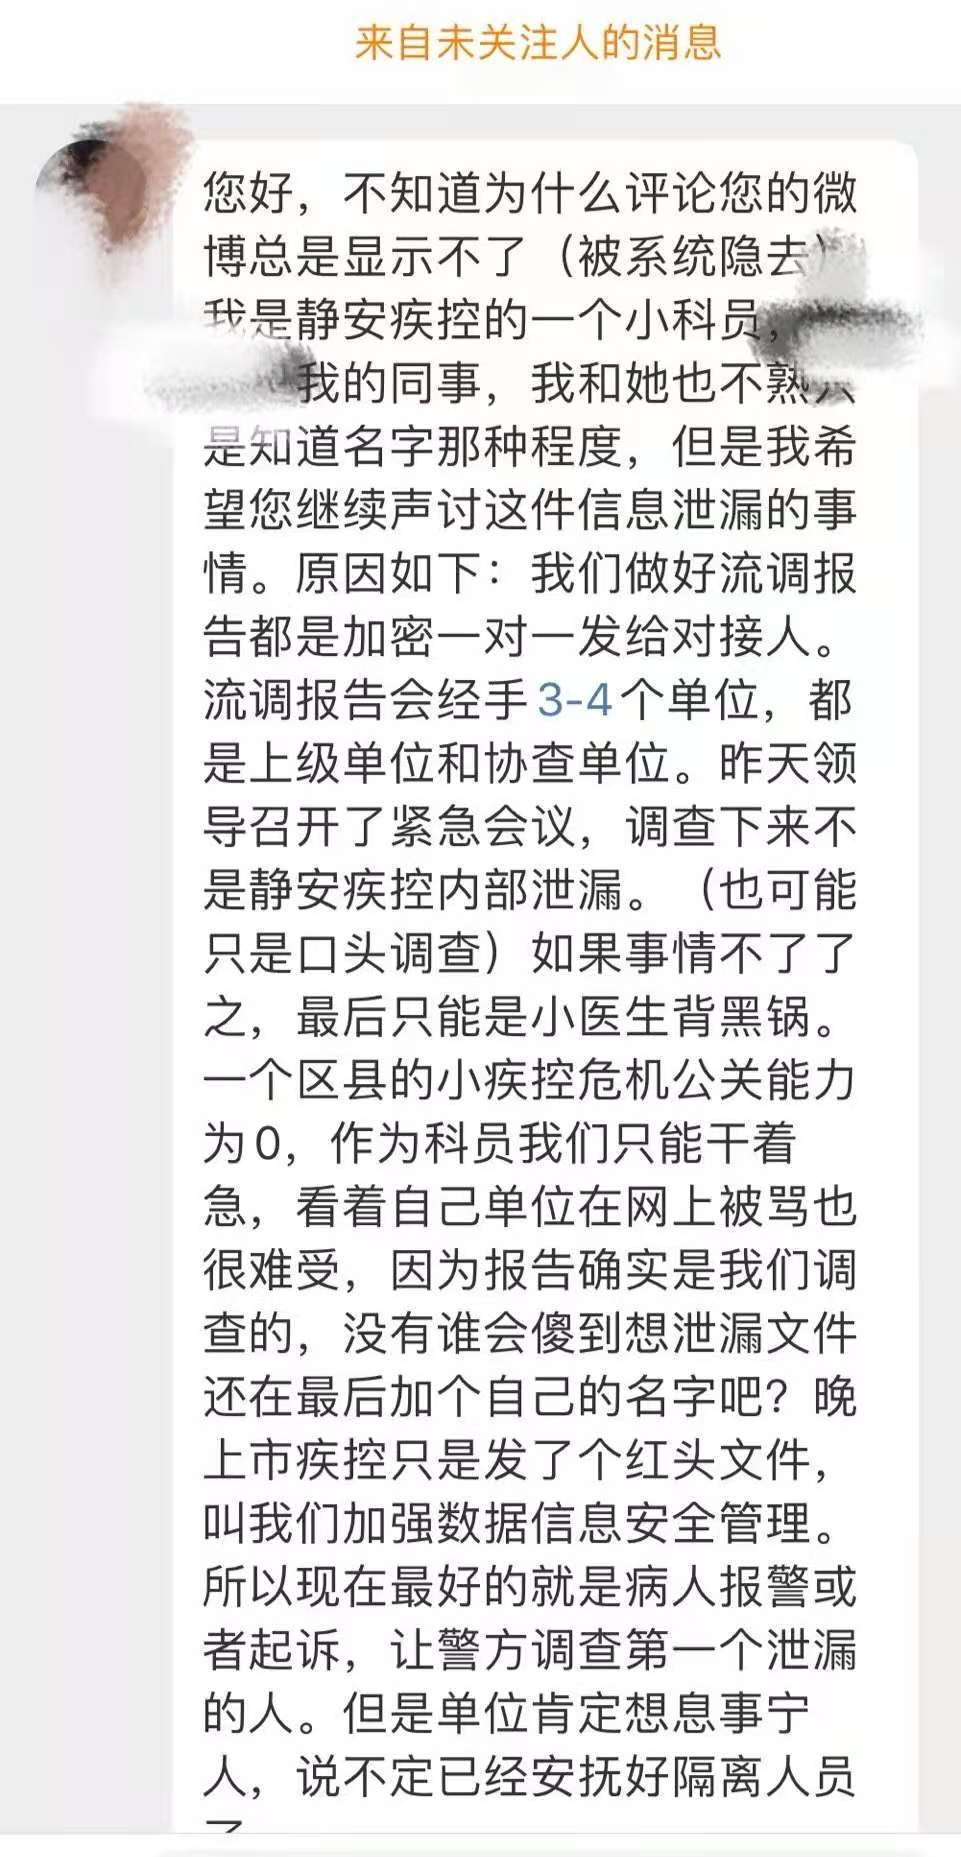 来自未关注人的消息
您好，不知道为什么评论您的微
博总是显示不了（被系统隐去）
我是静安疾控的一个小科员，
我的同事，我和她也不熟只
是知道名字那种程度，但是我希
望您继续声讨这件信息泄漏的事
情。原因如下：我们做好流调报
告都是加密一对一发给对接人。
流调报告会经手3-4个单位，都
是上级单位和协查单位。昨天领
导召开了紧急会议，调查下来不
是静安疾控内部泄漏。（也可能
只是口头调查）如果事情不了了
之，最后只能是小医生背黑锅。
一个区县的小疾控危机公关能力
为0，作为科员我们只能干着
急，看着自己单位在网上被骂也
很难受，因为报告确实是我们调
查的，没有谁会傻到想泄漏文件
还在最后加个自己的名字吧？晚
上市疾控只是发了个红头文件，
叫我们加强数据信息安全管理。
所以现在最好的就是病人报警或
者起诉，让警方调查第一个泄漏
的人。但是单位肯定想息事宁
人，说不定已经安抚好隔离人员